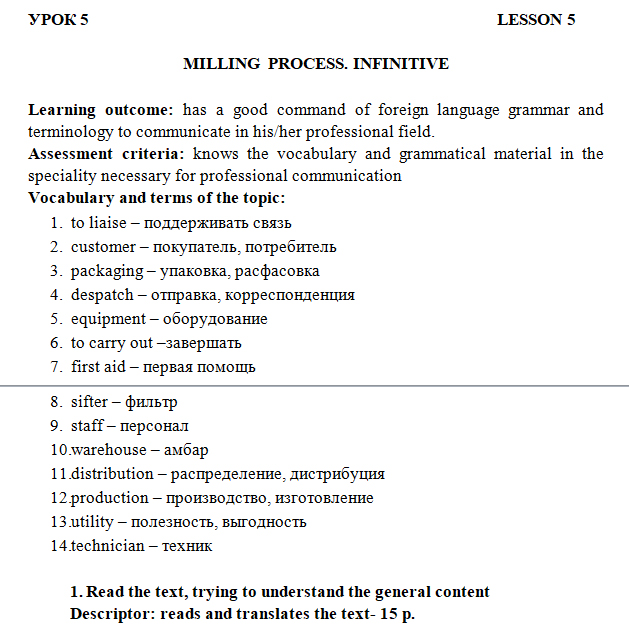 УРОК 5 LESSON 5
MILLING PROCESS. INFINITIVE
Learning outcome: has a good command of foreign language grammar and
terminology to communicate in his/her professional field.
Assessment criteria: knows the vocabulary and grammatical material in the
speciality necessary for professional communication
Vocabulary and terms of the topic:
1. to liaise – поддерживать связь
2. customer – покупатель, потребитель
3. packaging – упаковка, расфасовка
4. despatch – отправка, корреспонденция
5. equipment – оборудование
6. to carry out –завершать
7. first aid – первая помощь
8. sifter – фильтр
9. staff – персонал
10.warehouse – амбар
11.distribution – распределение, дистрибуция
12.production – производство, изготовление
13.utility – полезность, выгодность
14.technician – техник
1. Read the text, trying to understand the general content
Descriptor: reads and translates the text- 15 p.